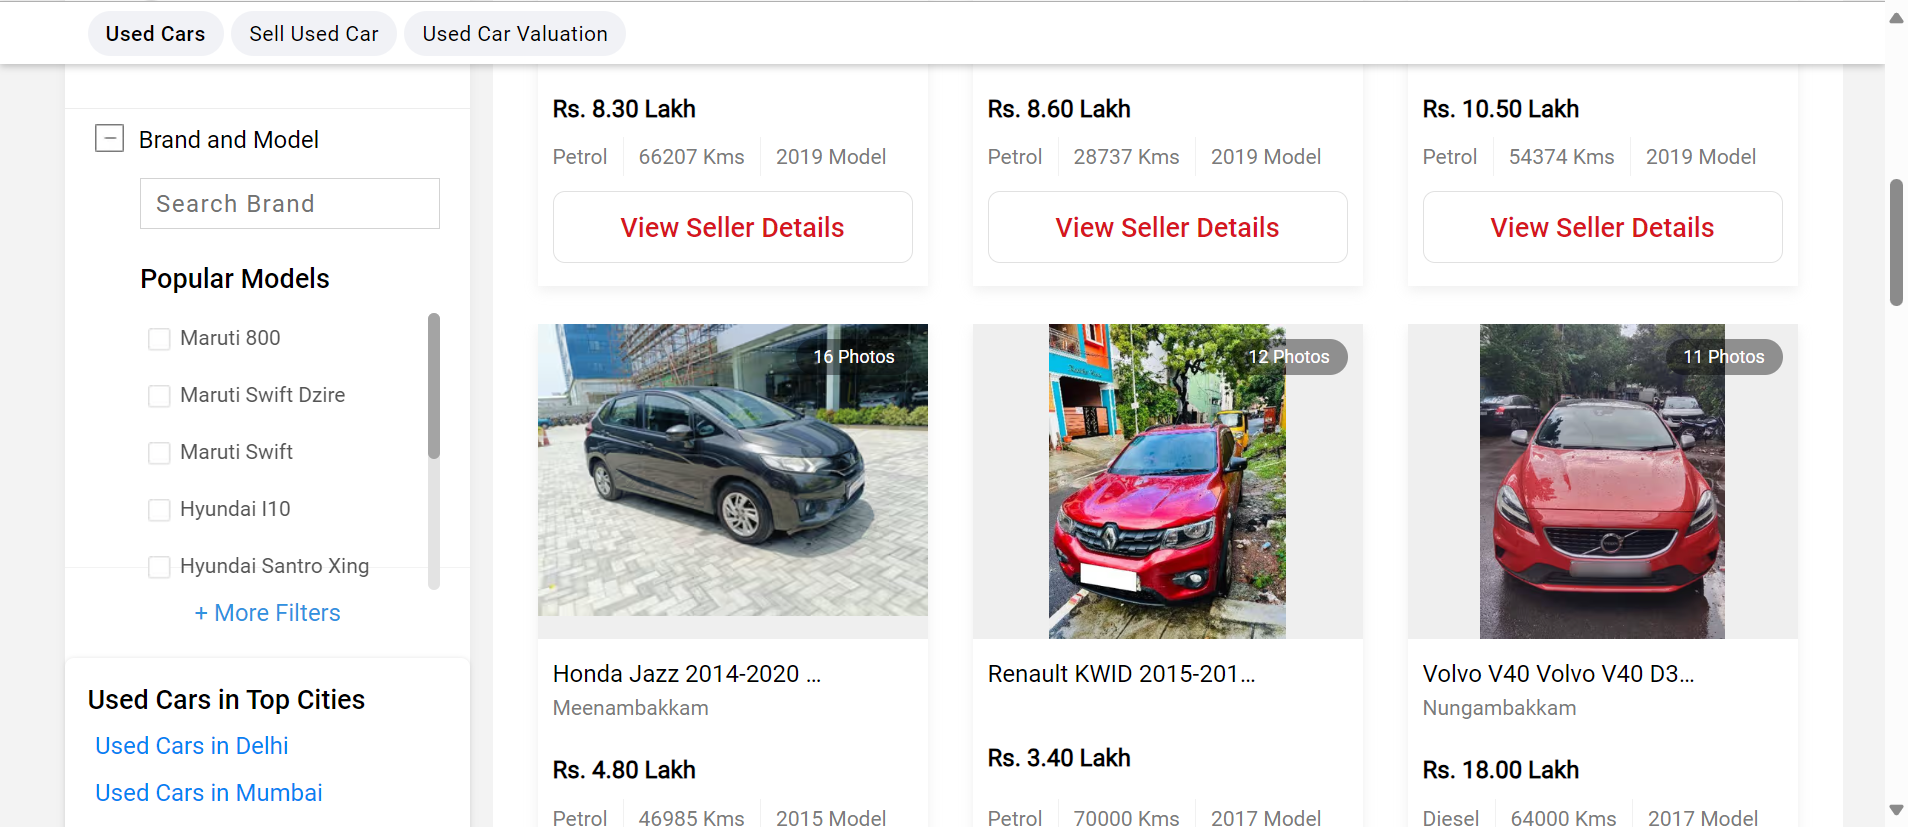 Used Cars
Sell Used Car
Used Car Valuation
Brand and Model
Search Brand
Popular Models
Maruti 800
Maruti Swift Dzire
Maruti Swift
Hyundai I10
Hyundai Santro Xing
+ More Filters
Used Cars in Top Cities
Used Cars in Delhi
Used Cars in Mumbai
Rs. 8.30 Lakh
Petrol 66207 Kms 2019 Model
View Seller Details
Rs. 8.60 Lakh
Petrol 28737 Kms 2019 Model
View Seller Details
Rs. 10.50 Lakh
Petrol 54374 Kms 2019 Model
View Seller Details
16 Photos
Honda Jazz 2014-2020 ...
Meenambakkam
Rs. 4.80 Lakh
Petrol 46985 Kms 2015 Model
12 Photos
Renault KWID 2015-201...
Rs. 3.40 Lakh
Petrol 70000 Kms 2017 Model
11 Photos
Volvo V40 Volvo V40 D3...
Nungambakkam
Rs. 18.00 Lakh
Diesel 64000 Kms 2017 Model